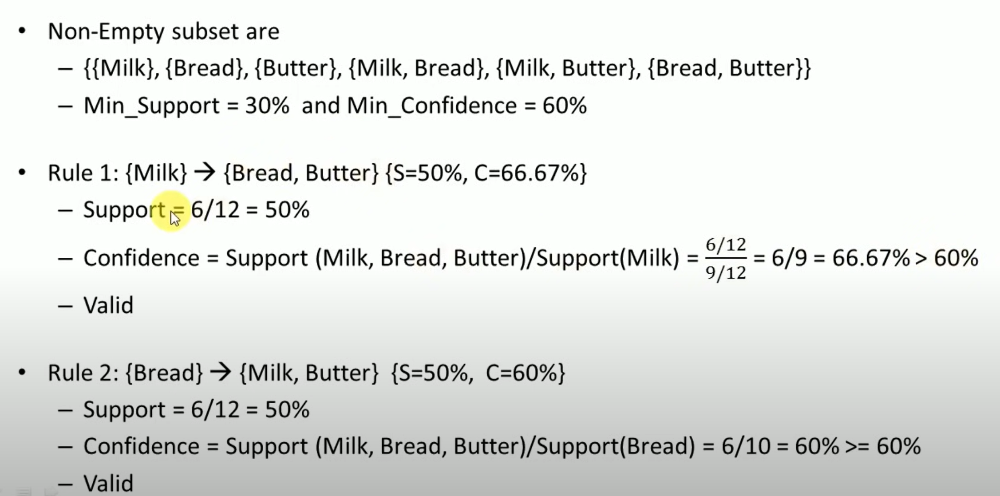 • Non-Empty subset are
– {{Milk}, {Bread}, {Butter}, {Milk, Bread}, {Milk, Butter}, {Bread, Butter}}
– Min_Support = 30% and Min_Confidence = 60%
• Rule 1: {Milk} → {Bread, Butter} {S=50%, C=66.67%}
– Support = 6/12 = 50%
– Confidence = Support (Milk, Bread, Butter)/Support(Milk) = \frac{6/12}{9/12} = 6/9 = 66.67% > 60%
– Valid
• Rule 2: {Bread} → {Milk, Butter} {S=50%, C=60%}
– Support = 6/12 = 50%
– Confidence = Support (Milk, Bread, Butter)/Support(Bread) = 6/10 = 60% >= 60%
– Valid